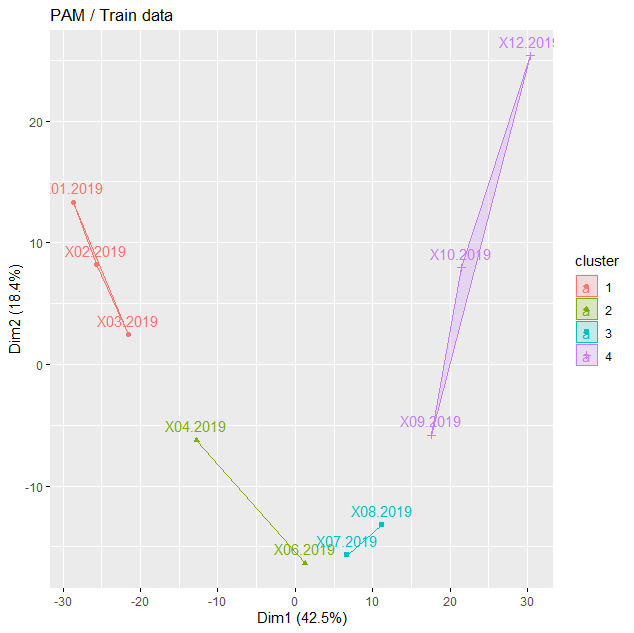 PAM / Train data
X12.2019
.01.2019
X02.2019
X10.2019
X03.2019
X09.2019
X04.2019
X08.2019
X07.2019
X06.2019
20
10
0
-10
-30
-20
-10
0
10
20
30
Dim1 (42.5%)
Dim2 (18.4%)
cluster
a 1
a 2
a 3
a 4